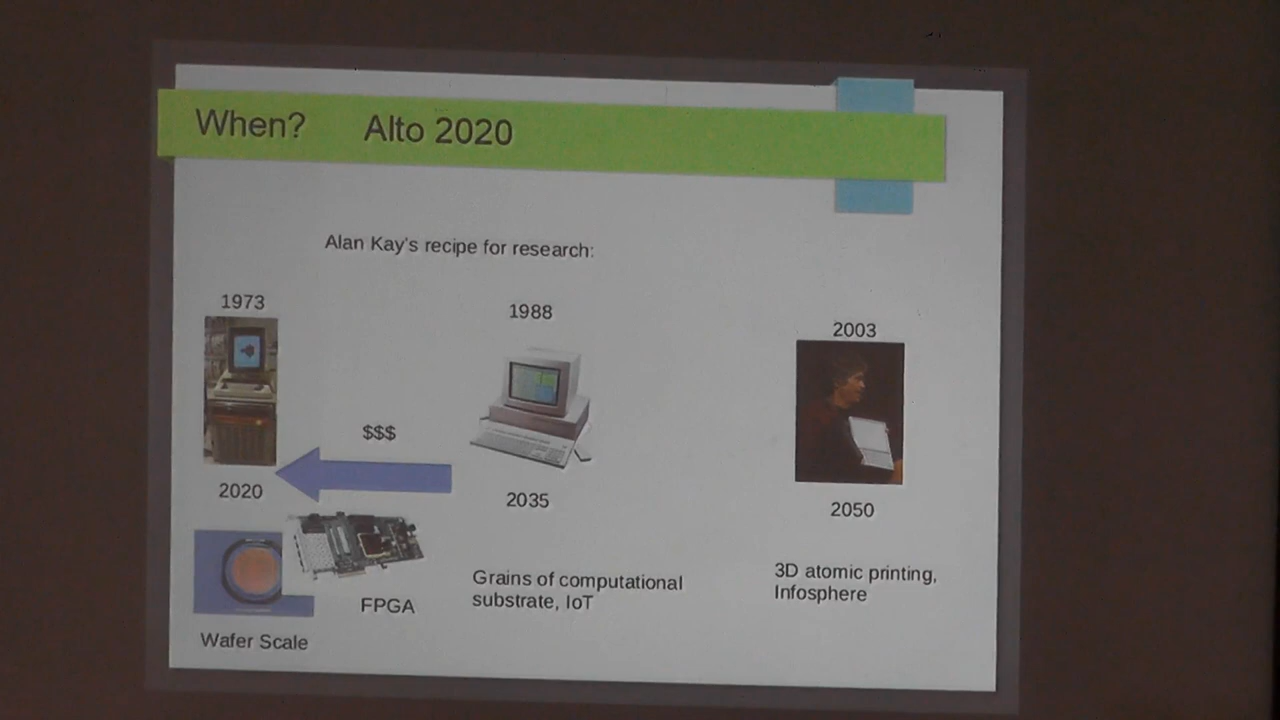 When? Alto 2020
Alan Kay's recipe for research:
1973
1988
2003
$$$
2020
2035
2050
FPGA
Wafer Scale
Grains of computational
substrate, IoT
3D atomic printing,
Infosphere